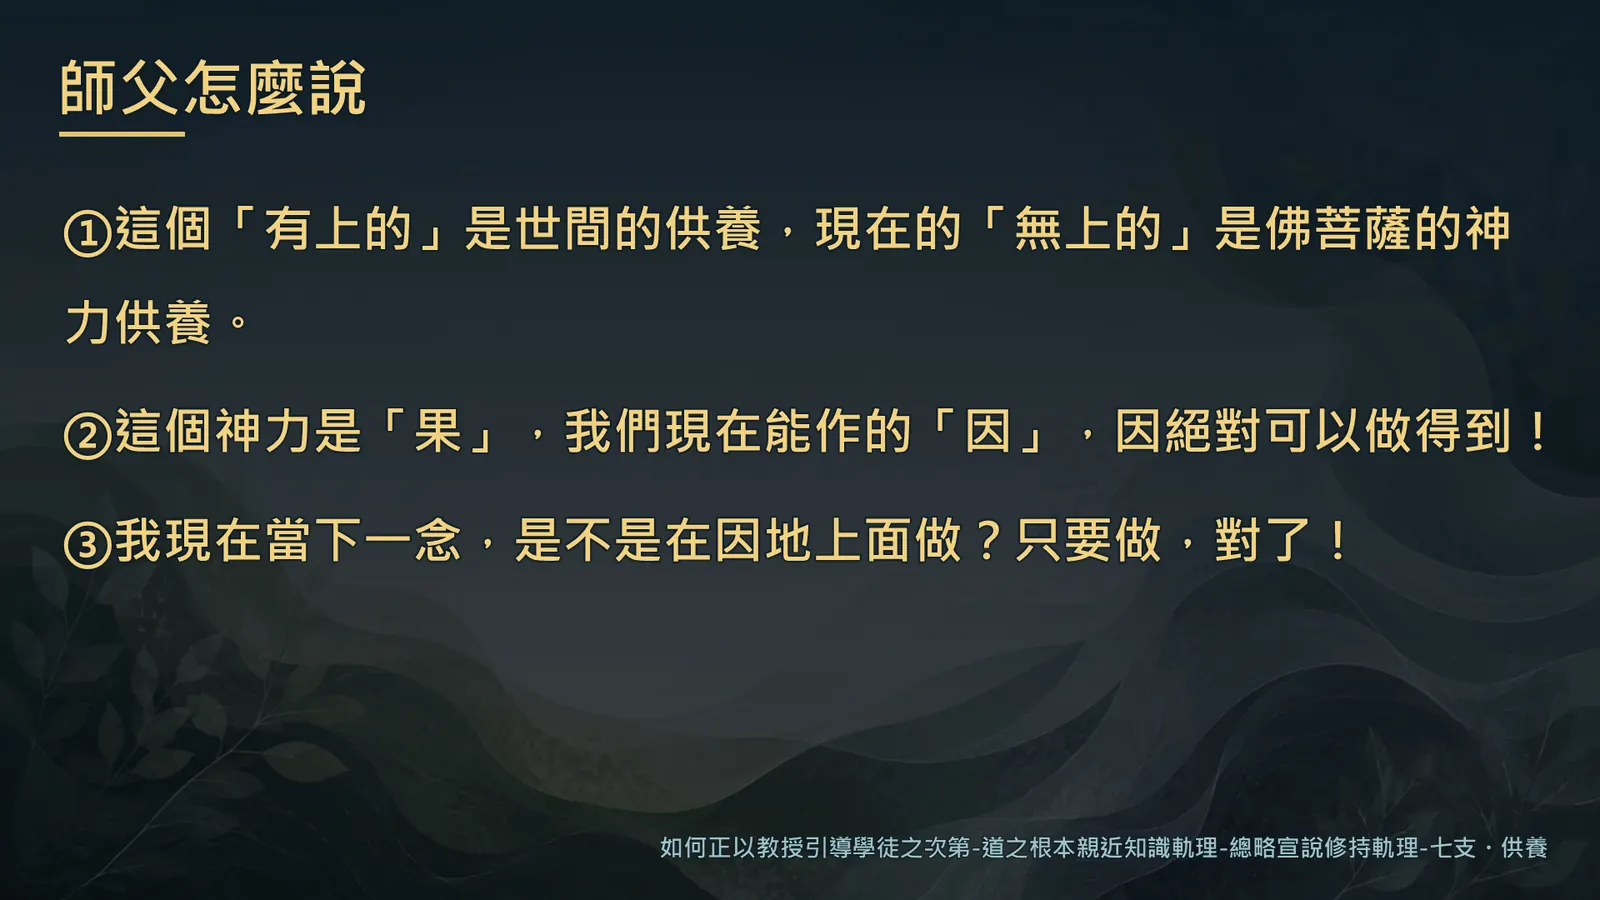 師父怎麼說
①這個「有上的」是世間的供養，現在的「無上的」是佛菩薩的神
力供養。
②這個神力是「果」，我們現在能作的「因」，因絕對可以做得到！
③我現在當下一念，是不是在因地上面做？只要做，對了！
如何正以教授引導學徒之次第-道之根本親近知識軌理-總略宣說修持軌理-七支．供養